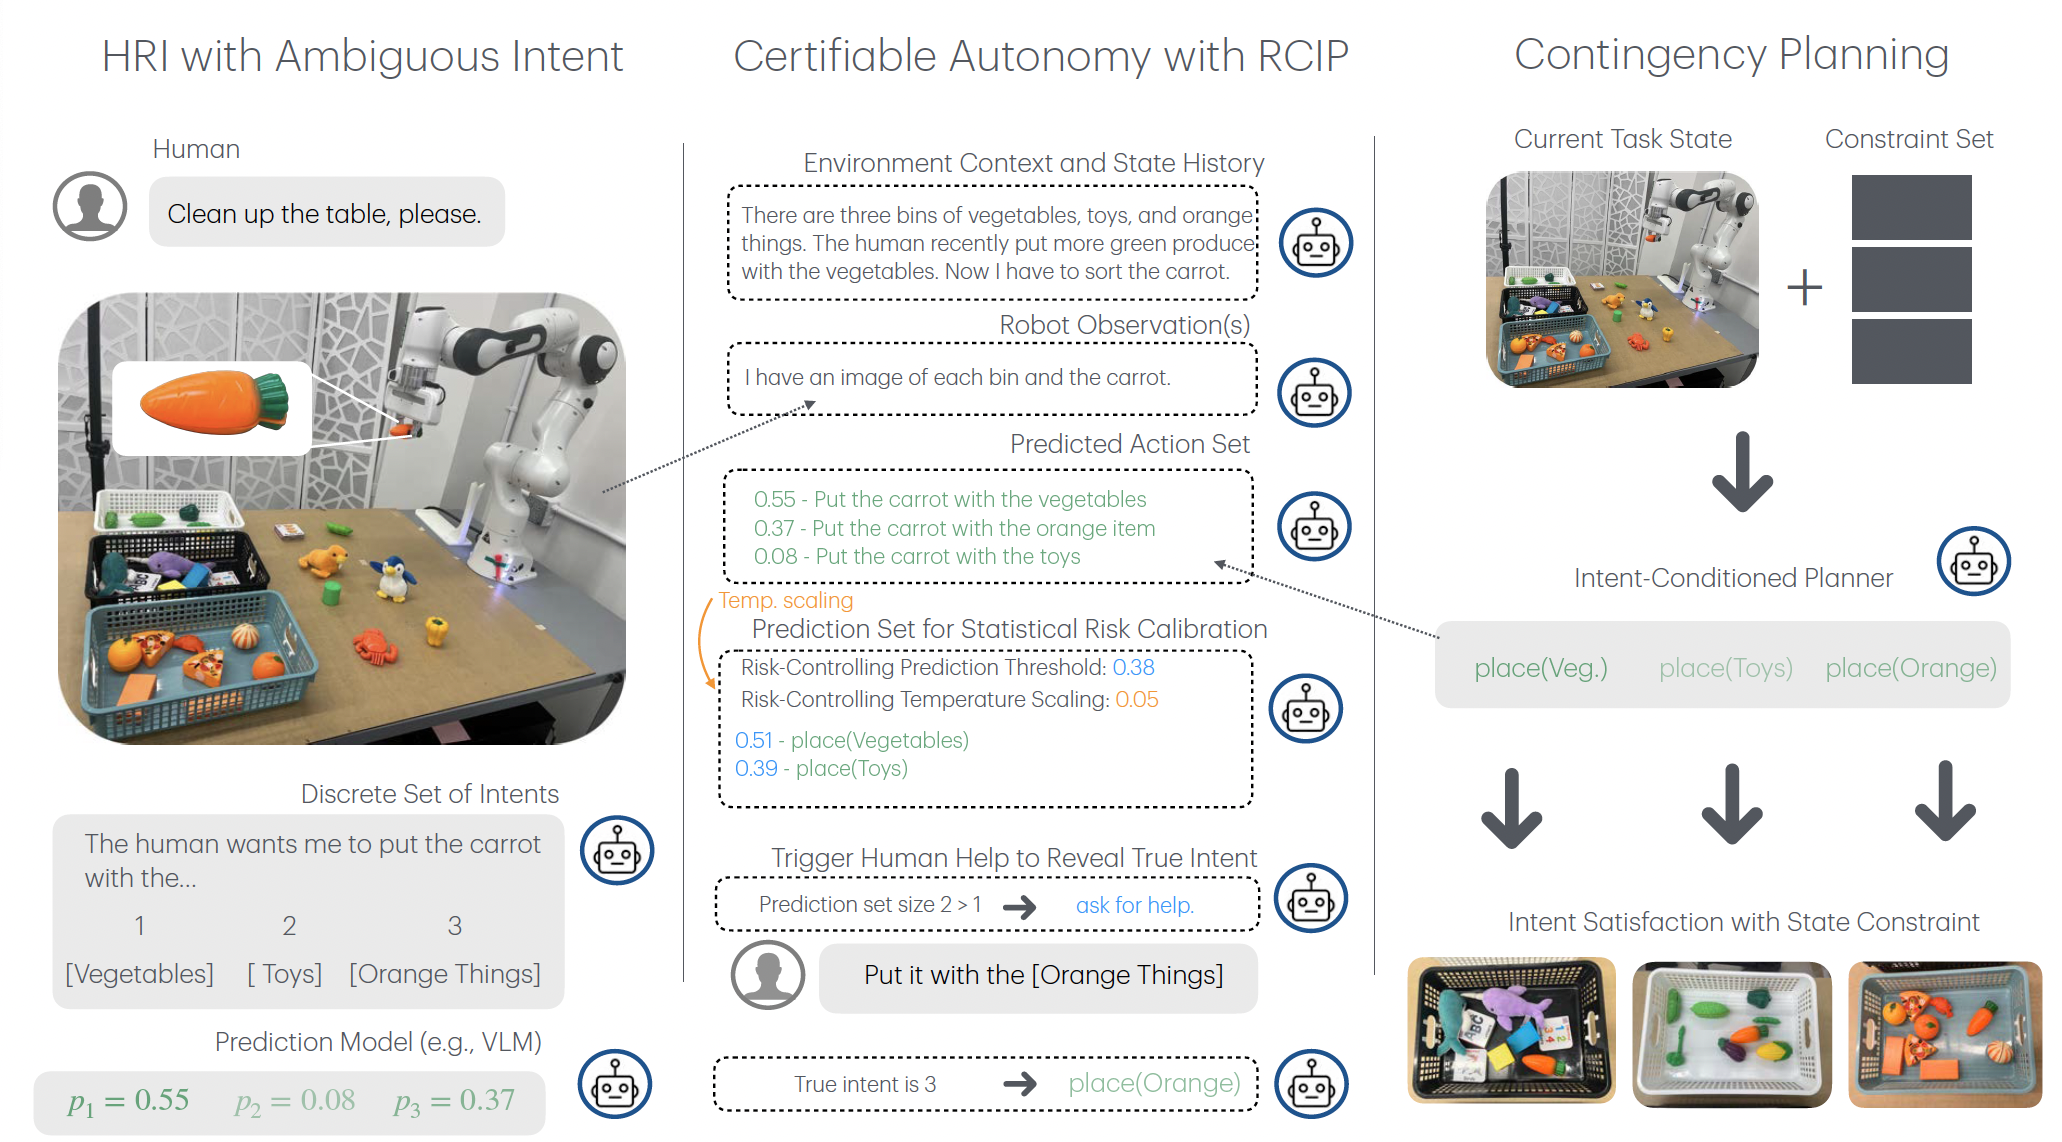 HRI with Ambiguous Intent
Human
Clean up the table, please.
Discrete Set of Intents
The human wants me to put the carrot
with the...
1 2 3
[Vegetables] [ Toys] [Orange Things]
Prediction Model (e.g., VLM)
p1 = 0.55 p2 = 0.08 p3 = 0.37
Certifiable Autonomy with RCIP
Environment Context and State History
There are three bins of vegetables, toys, and orange
things. The human recently put more green produce
with the vegetables. Now I have to sort the carrot.
Robot Observation(s)
I have an image of each bin and the carrot.
Predicted Action Set
0.55 - Put the carrot with the vegetables
0.37 - Put the carrot with the orange item
0.08 - Put the carrot with the toys
Temp. scaling
Prediction Set for Statistical Risk Calibration
Risk-Controlling Prediction Threshold: 0.38
Risk-Controlling Temperature Scaling: 0.05
0.51 - place(Vegetables)
0.39 - place(Toys)
Trigger Human Help to Reveal True Intent
Prediction set size 2 > 1 → ask for help.
Put it with the [Orange Things]
True intent is 3 → place(Orange)
Contingency Planning
Current Task State
Constraint Set
+
Intent-Conditioned Planner
place(Veg.) place(Toys) place(Orange)
Intent Satisfaction with State Constraint
ABC